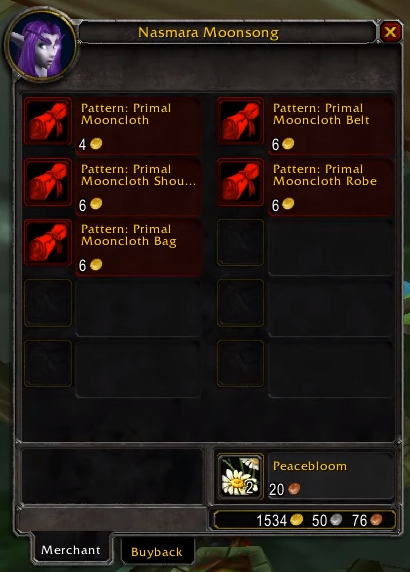 Nasmara Moonsong
Pattern: Primal
Mooncloth
4
Pattern: Primal
Mooncloth Belt
6
Pattern: Primal
Mooncloth Shou...
6
Pattern: Primal
Mooncloth Robe
6
Pattern: Primal
Mooncloth Bag
6
2
Peacebloom
20
1534 50 76
Merchant
Buyback